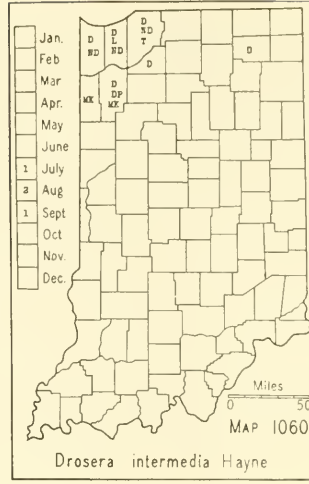 Jan.
Feb
Mar
Apr.
May
June
1 July
2 Aug
1 Sept
Oct
Nov.
Dec.
D
ND
D
L
ND
D
ND
T
D
D
MK
D
DP
MK
Miles
0 50
MAP 1060
Drosera intermedia Hayne